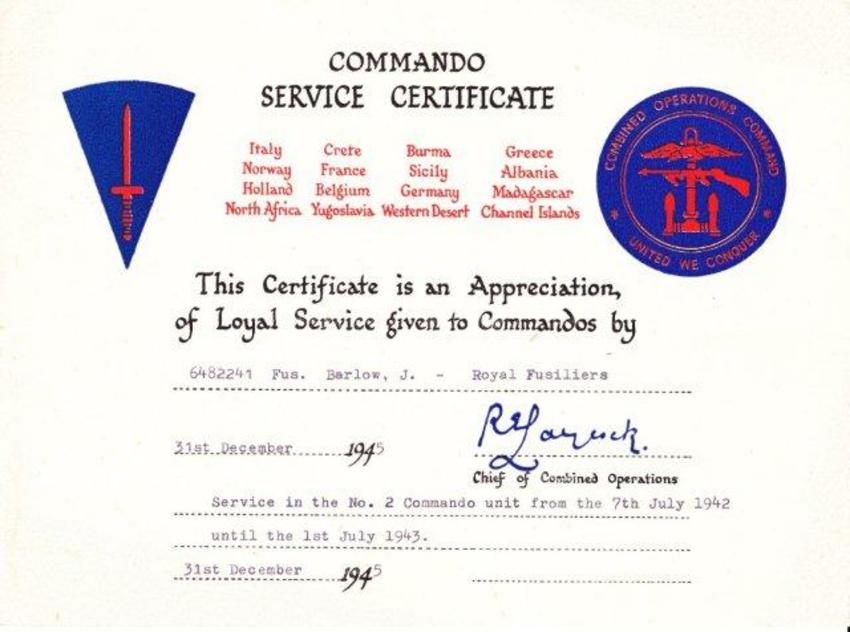 COMMANDO
SERVICE CERTIFICATE
Italy Crete Burma Greece
Norway France Sicily Albania
Holland Belgium Germany Madagascar
North Africa Yugoslavia Western Desert Channel Islands
COMBINED OPERATIONS COMMAND
* UNITED WE CONQUER *
This Certificate is an Appreciation,
of Loyal Service given to Commandos by
6482241 Fus. Barlow, J. - Royal Fusiliers
31st December 1945
R E Laycock.
Chief of Combined Operations
Service in the No. 2 Commando unit from the 7th July 1942
until the 1st July 1943.
31st December 1945